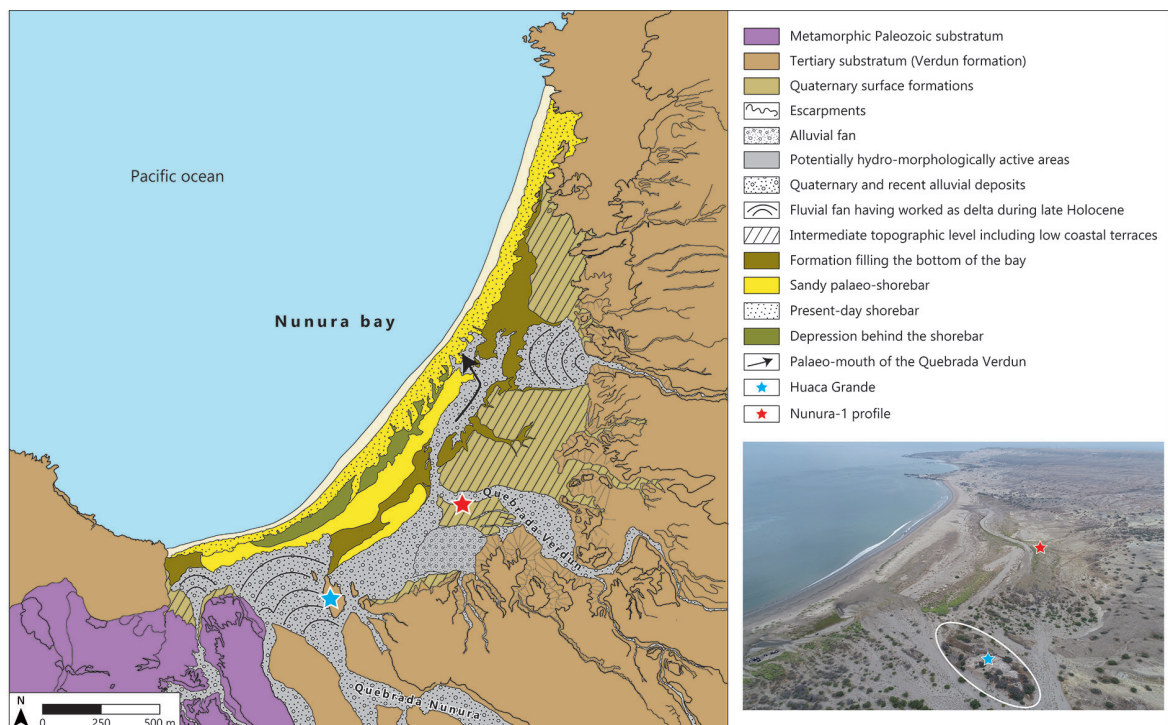 Pacific ocean
Nunura bay
Quebrada Verdun
Quebrada Nunura
N
0 250 500 m
Metamorphic Paleozoic substratum
Tertiary substratum (Verdun formation)
Quaternary surface formations
Escarpments
Alluvial fan
Potentially hydro-morphologically active areas
Quaternary and recent alluvial deposits
Fluvial fan having worked as delta during late Holocene
Intermediate topographic level including low coastal terraces
Formation filling the bottom of the bay
Sandy palaeo-shorebar
Present-day shorebar
Depression behind the shorebar
Palaeo-mouth of the Quebrada Verdun
Huaca Grande
Nunura-1 profile